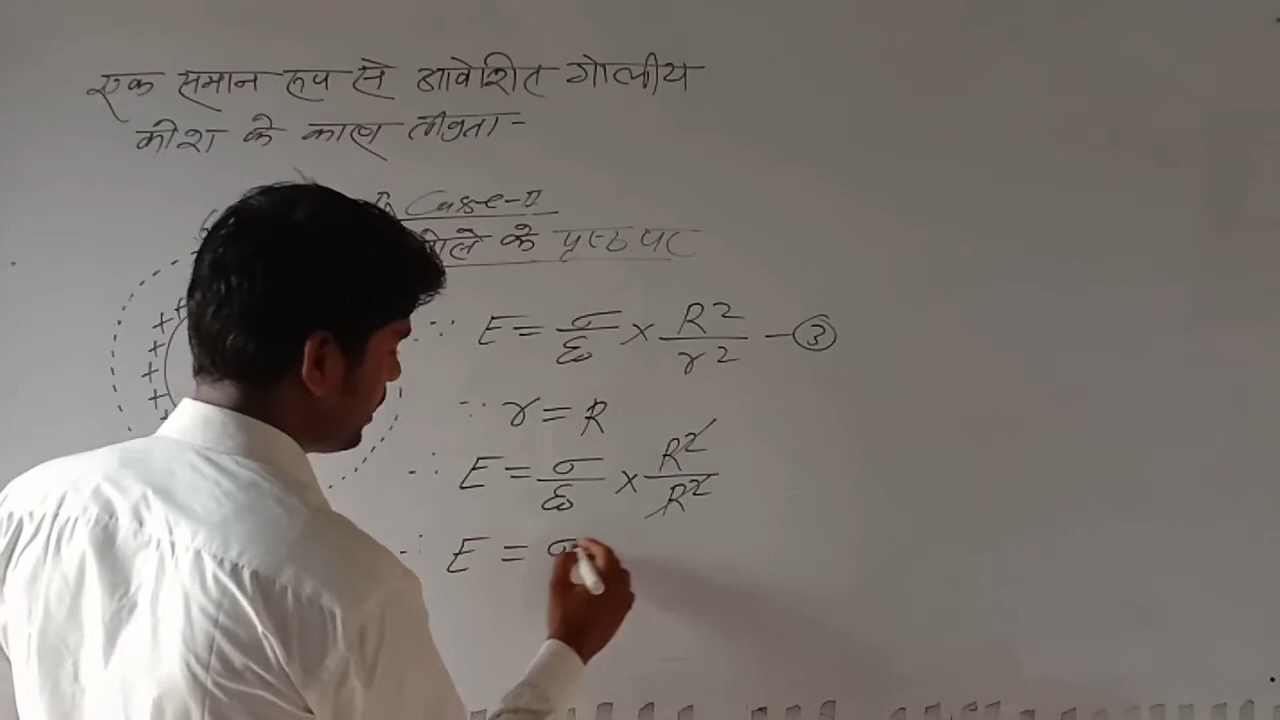 एक समान रूप से आवेशित गोलीय
कोश के कारण तीव्रता =
Case-II
गोले के पृष्ठ पर
∵ E = σ/ε₀ × R²/r² — ③
∵ r = R
∴ E = σ/ε₀ × R²/R²
∴ E = σ
+
+
+
+
+